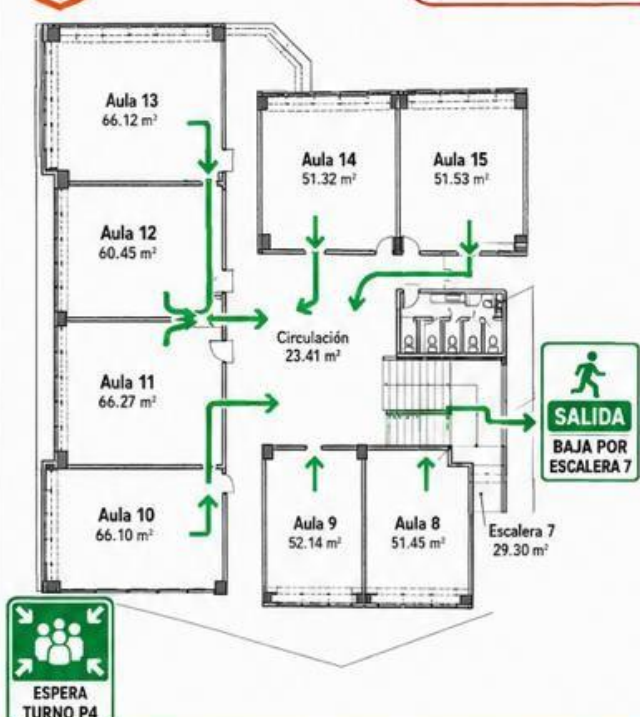 Aula 13
66.12 m²
Aula 14
51.32 m²
Aula 15
51.53 m²
Aula 12
60.45 m²
Circulación
23.41 m²
Aula 11
66.27 m²
SALIDA
BAJA POR
ESCALERA 7
Aula 10
66.10 m²
Aula 9
52.14 m²
Aula 8
51.45 m²
Escalera 7
29.30 m²
ESPERA
TURNO P4